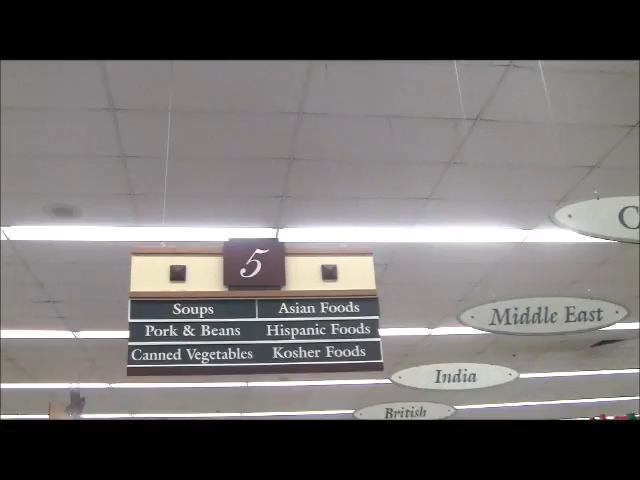 5
Soups Asian Foods
Pork & Beans Hispanic Foods
Canned Vegetables Kosher Foods
Middle East
India
British